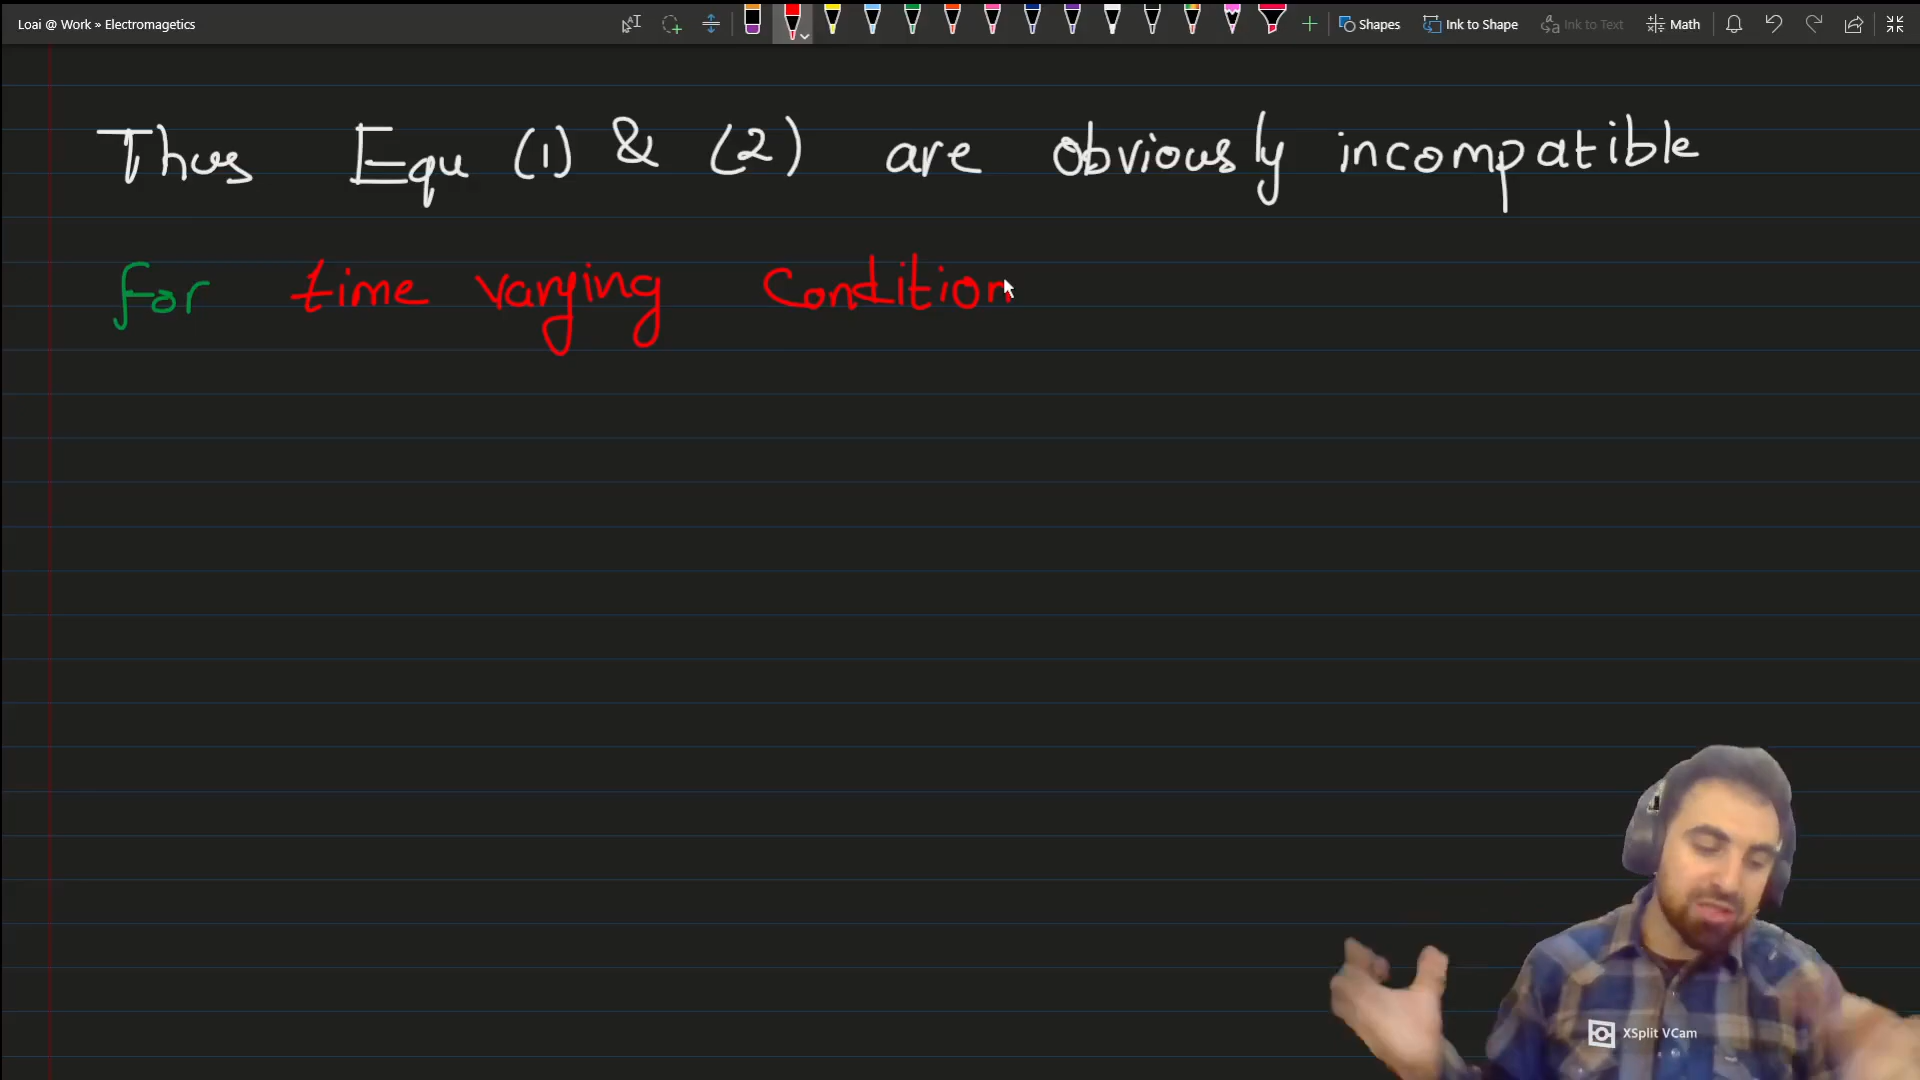 Loai @ Work » Electromagetics
Shapes Ink to Shape Ink to Text Math
Thus Equ (1) & (2) are obviously incompatible
for time varying Condition
XSplit VCam